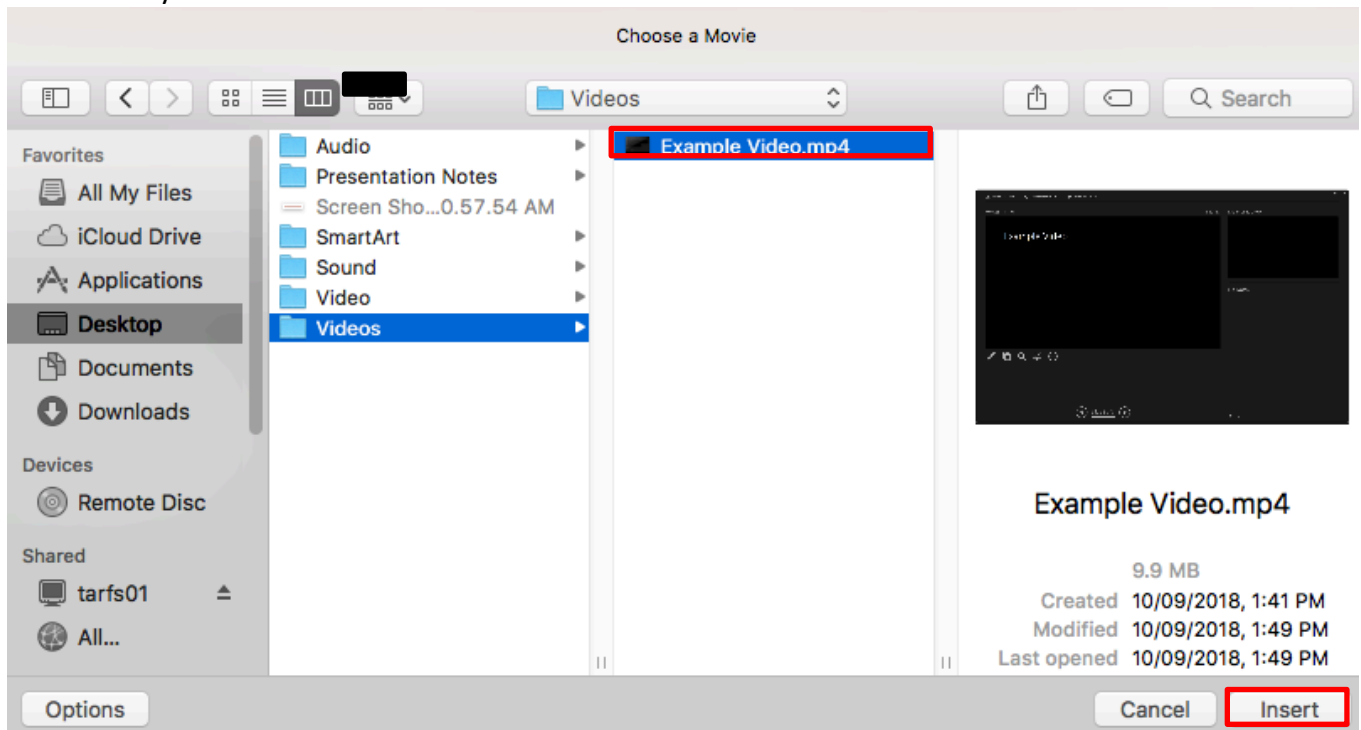 Choose a Movie
Videos
Search
Favorites
All My Files
iCloud Drive
Applications
Desktop
Documents
Downloads
Devices
Remote Disc
Shared
tarfs01
All...
Audio
Presentation Notes
Screen Sho...0.57.54 AM
SmartArt
Sound
Video
Videos
Example Video.mp4
Example Video
Example Video.mp4
9.9 MB
Created 10/09/2018, 1:41 PM
Modified 10/09/2018, 1:49 PM
Last opened 10/09/2018, 1:49 PM
Options
Cancel
Insert